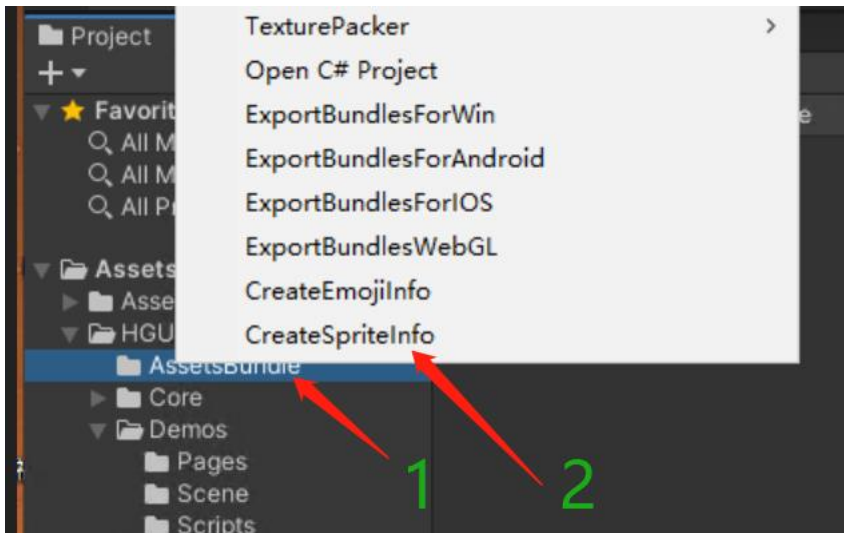 Project
TexturePacker
Open C# Project
Favorit
ExportBundlesForWin
All M
ExportBundlesForAndroid
All M
All Pr
ExportBundlesForIOS
ExportBundlesWebGL
Assets
CreateEmojiInfo
Asse
HGU
CreateSpriteInfo
AssetsBundle
Core
Demos
Pages
Scene
Scripts
1
2
e